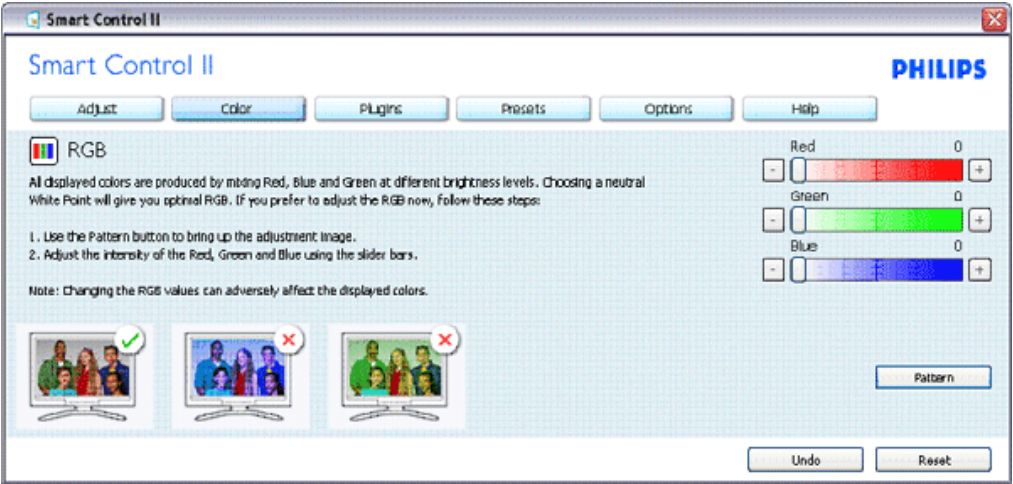 Smart Control II
Smart Control II
PHILIPS
Adjust Color Plugins Presets Options Help
RGB
All displayed colors are produced by mixing Red, Blue and Green at different brightness levels. Choosing a neutral
White Point will give you optimal RGB. If you prefer to adjust the RGB now, follow these steps:
1. Use the Pattern button to bring up the adjustment image.
2. Adjust the intensity of the Red, Green and Blue using the slider bars.
Note: Changing the RGB values can adversely affect the displayed colors.
Red 0
- +
Green 0
- +
Blue 0
- +
Pattern
Undo Reset